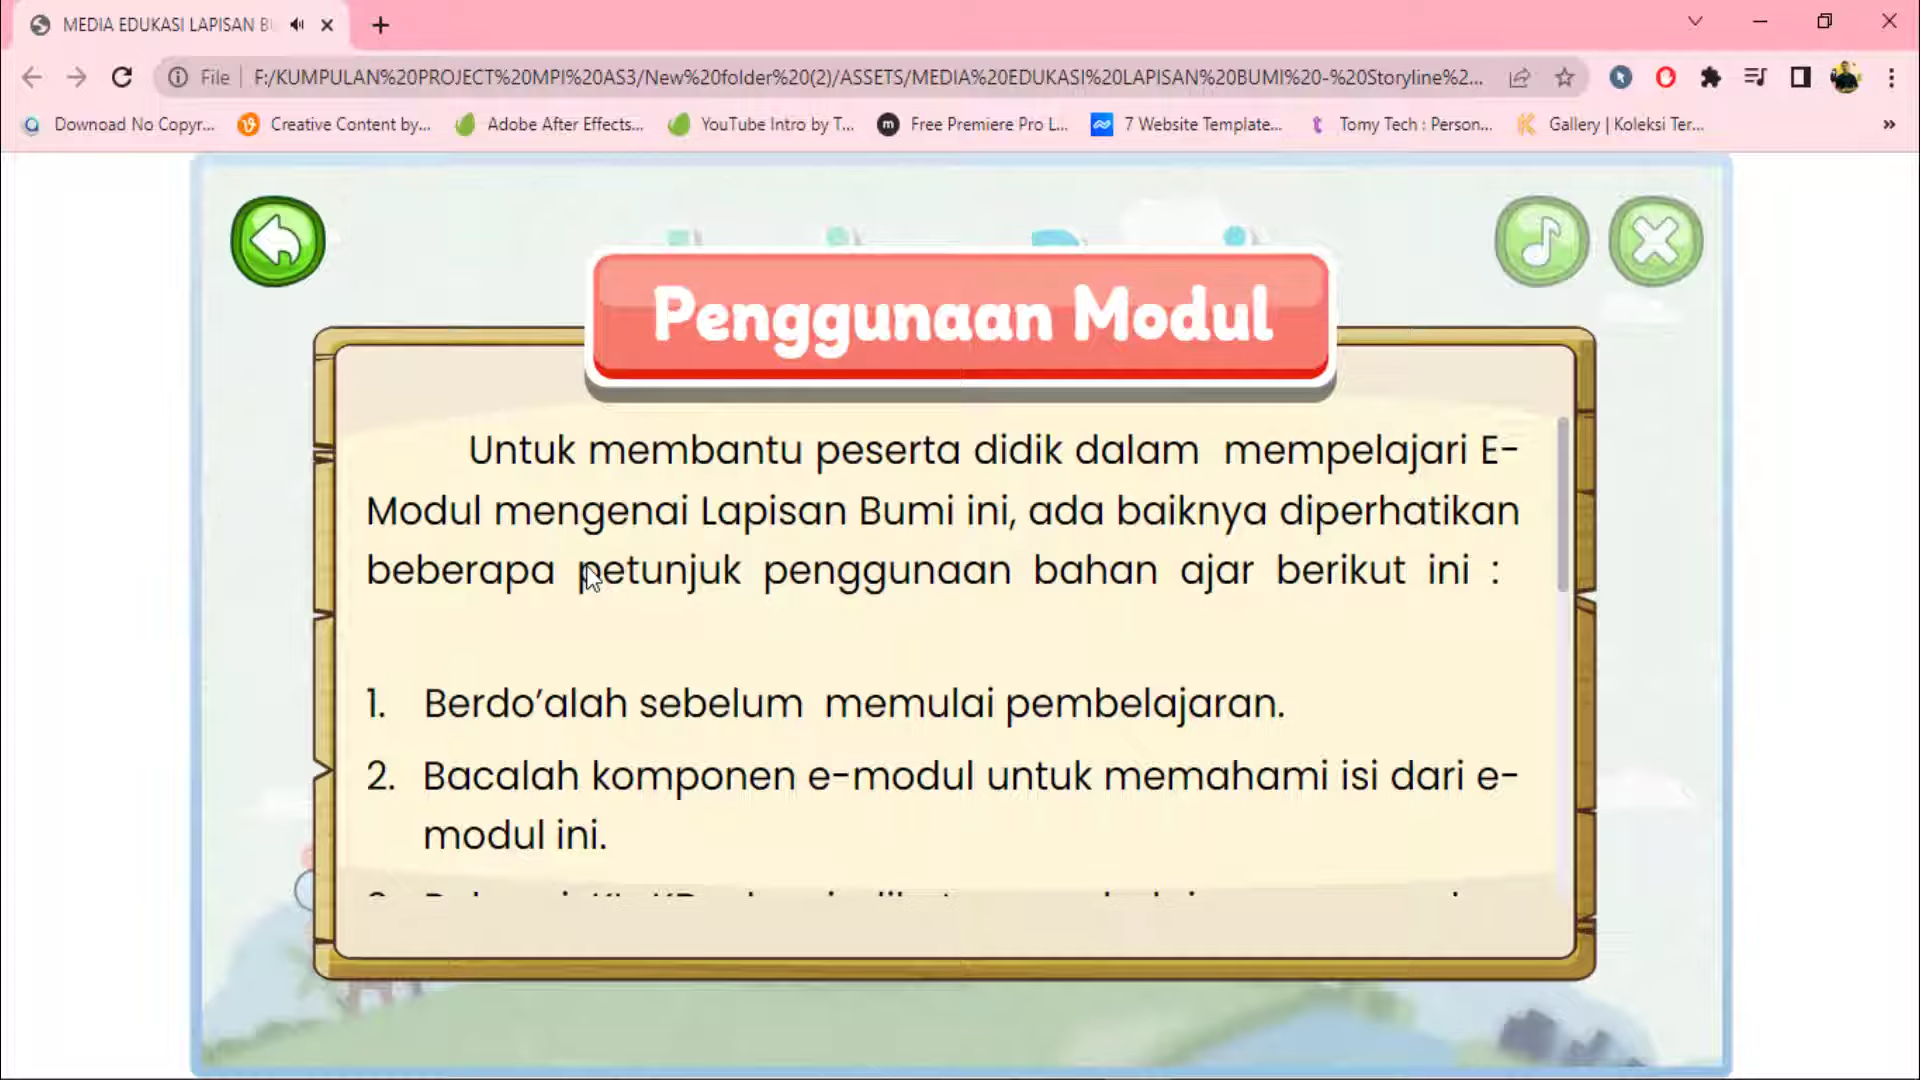 MEDIA EDUKASI LAPISAN B
File
F:/KUMPULAN%20PROJECT%20MPI%20AS3/New%20folder%20(2)/ASSETS/MEDIA%20EDUKASI%20LAPISAN%20BUMI%20-%20Storyline%2...
Downoad No Copyr...
Creative Content by...
Adobe After Effects...
YouTube Intro by T...
Free Premiere Pro L...
7 Website Template...
Tomy Tech : Person...
Gallery | Koleksi Ter...
Penggunaan Modul
Untuk membantu peserta didik dalam mempelajari E-
Modul mengenai Lapisan Bumi ini, ada baiknya diperhatikan
beberapa petunjuk penggunaan bahan ajar berikut ini :
1. Berdo’alah sebelum memulai pembelajaran.
2. Bacalah komponen e-modul untuk memahami isi dari e-
modul ini.